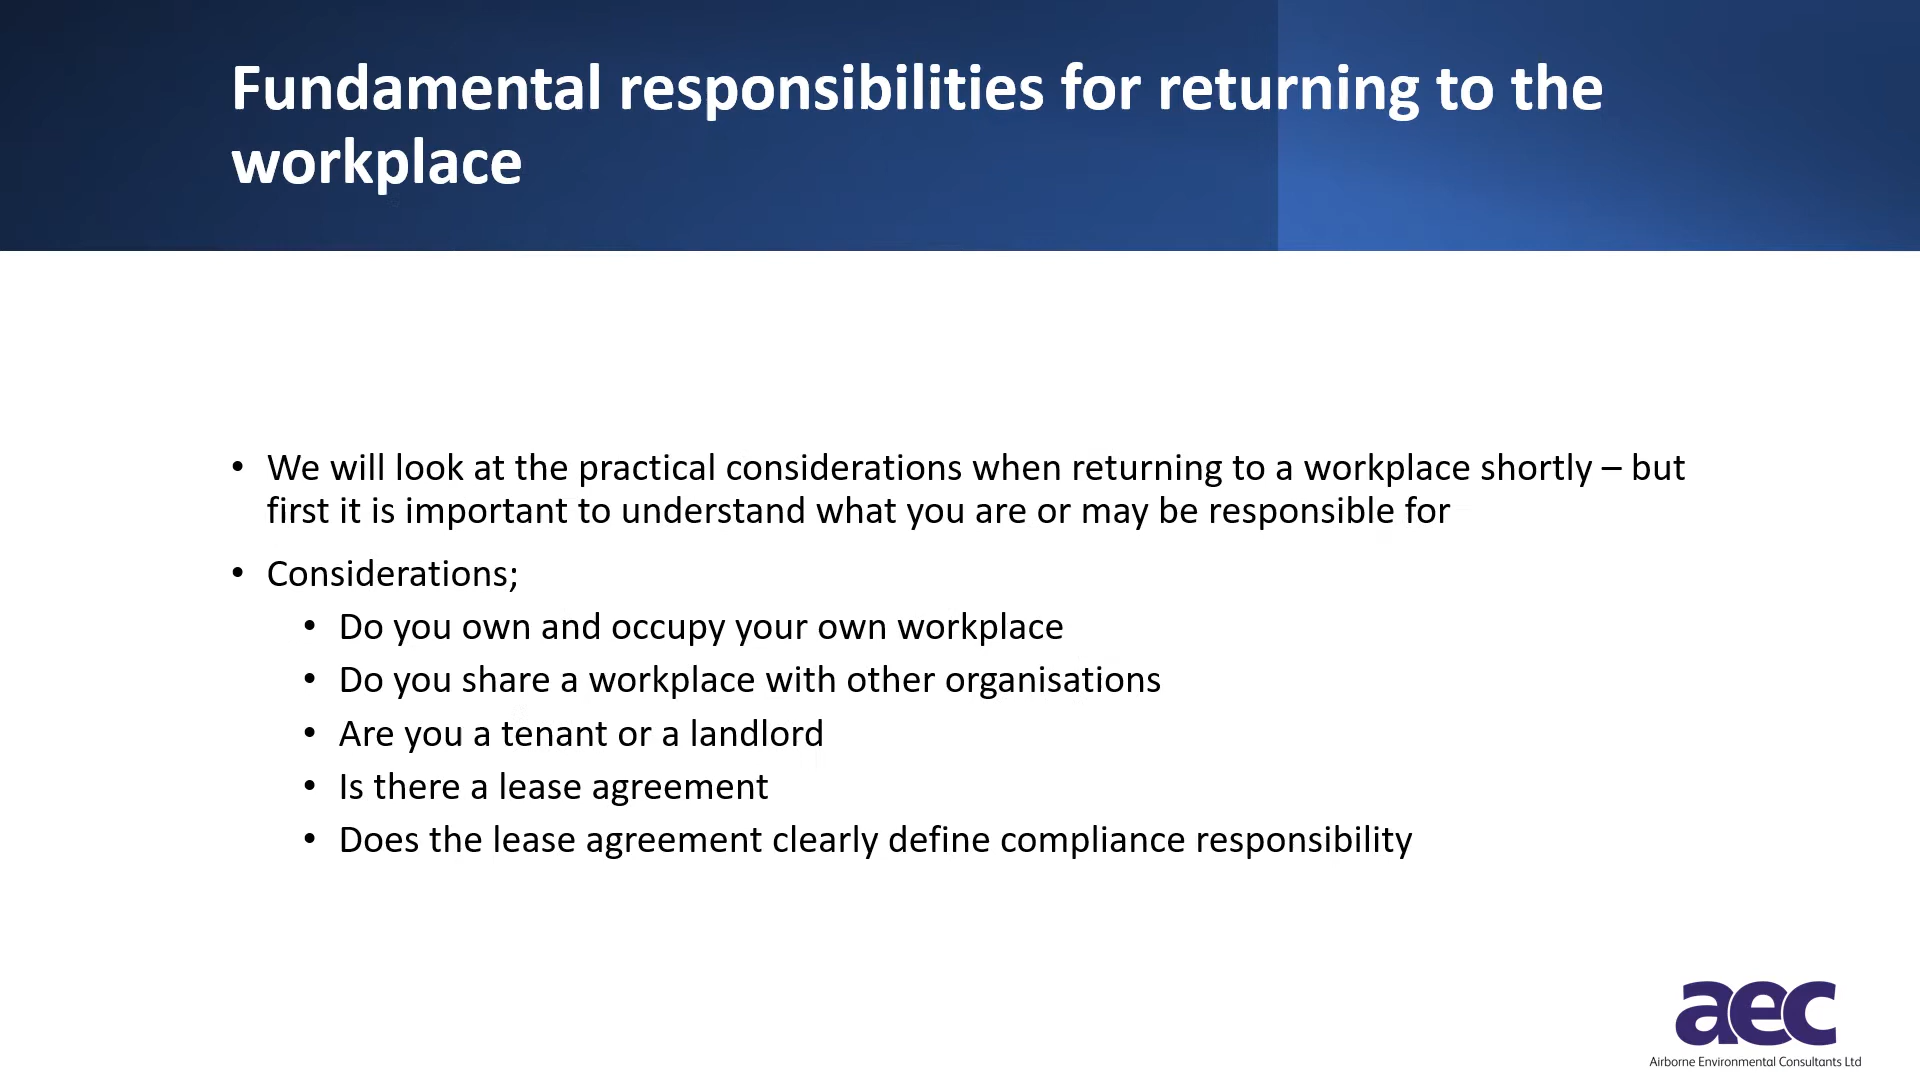 Fundamental responsibilities for returning to the
workplace
• We will look at the practical considerations when returning to a workplace shortly – but
first it is important to understand what you are or may be responsible for
• Considerations;
• Do you own and occupy your own workplace
• Do you share a workplace with other organisations
• Are you a tenant or a landlord
• Is there a lease agreement
• Does the lease agreement clearly define compliance responsibility
aec
Airborne Environmental Consultants Ltd